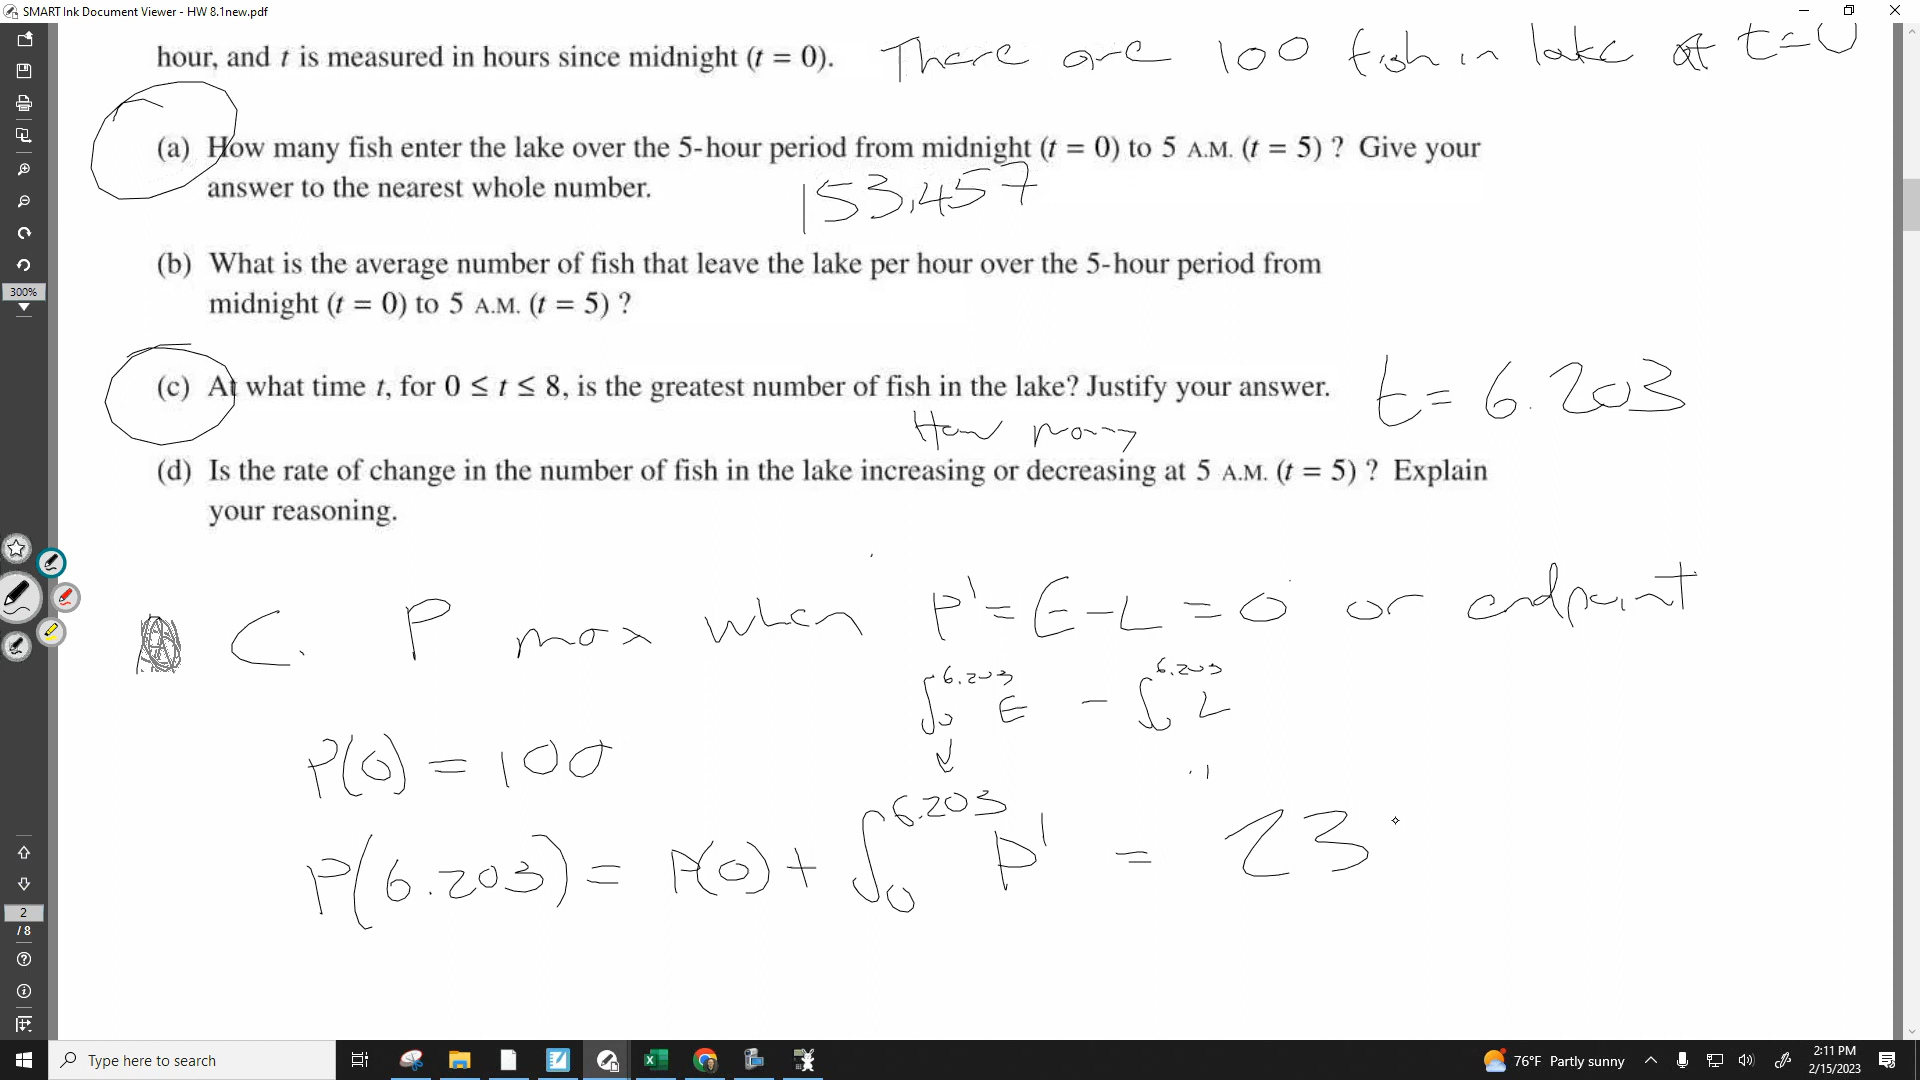 SMART Ink Document Viewer - HW 8.1new.pdf
hour, and t is measured in hours since midnight (t = 0). There are 100 fish in lake at t=0
(a) How many fish enter the lake over the 5-hour period from midnight (t = 0) to 5 A.M. (t = 5) ? Give your
answer to the nearest whole number.
153.457
(b) What is the average number of fish that leave the lake per hour over the 5-hour period from
midnight (t = 0) to 5 A.M. (t = 5) ?
(c) At what time t, for 0 ≤ t ≤ 8, is the greatest number of fish in the lake? Justify your answer. t = 6.203
How many
(d) Is the rate of change in the number of fish in the lake increasing or decreasing at 5 A.M. (t = 5) ? Explain
your reasoning.
C. P max when P' = E - L = 0 or endpoint
∫₀^6.203 E - ∫₀^6.203 L
P(0) = 100
P(6.203) = P(0) + ∫₀^6.203 P' = 23
300%
2
/ 8
Type here to search
76°F Partly sunny
2:11 PM
2/15/2023